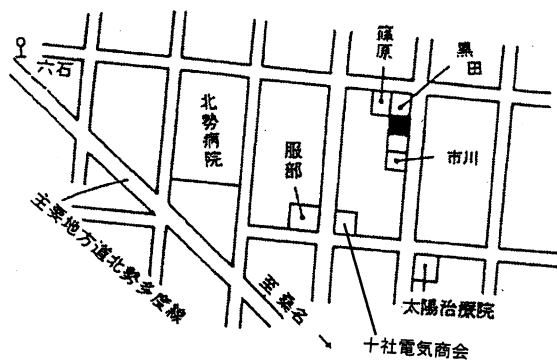 六石
篠原
黒田
北勢病院
服部
市川
主要地方道北勢多度線
至桑名
太陽治療院
十社電気商会